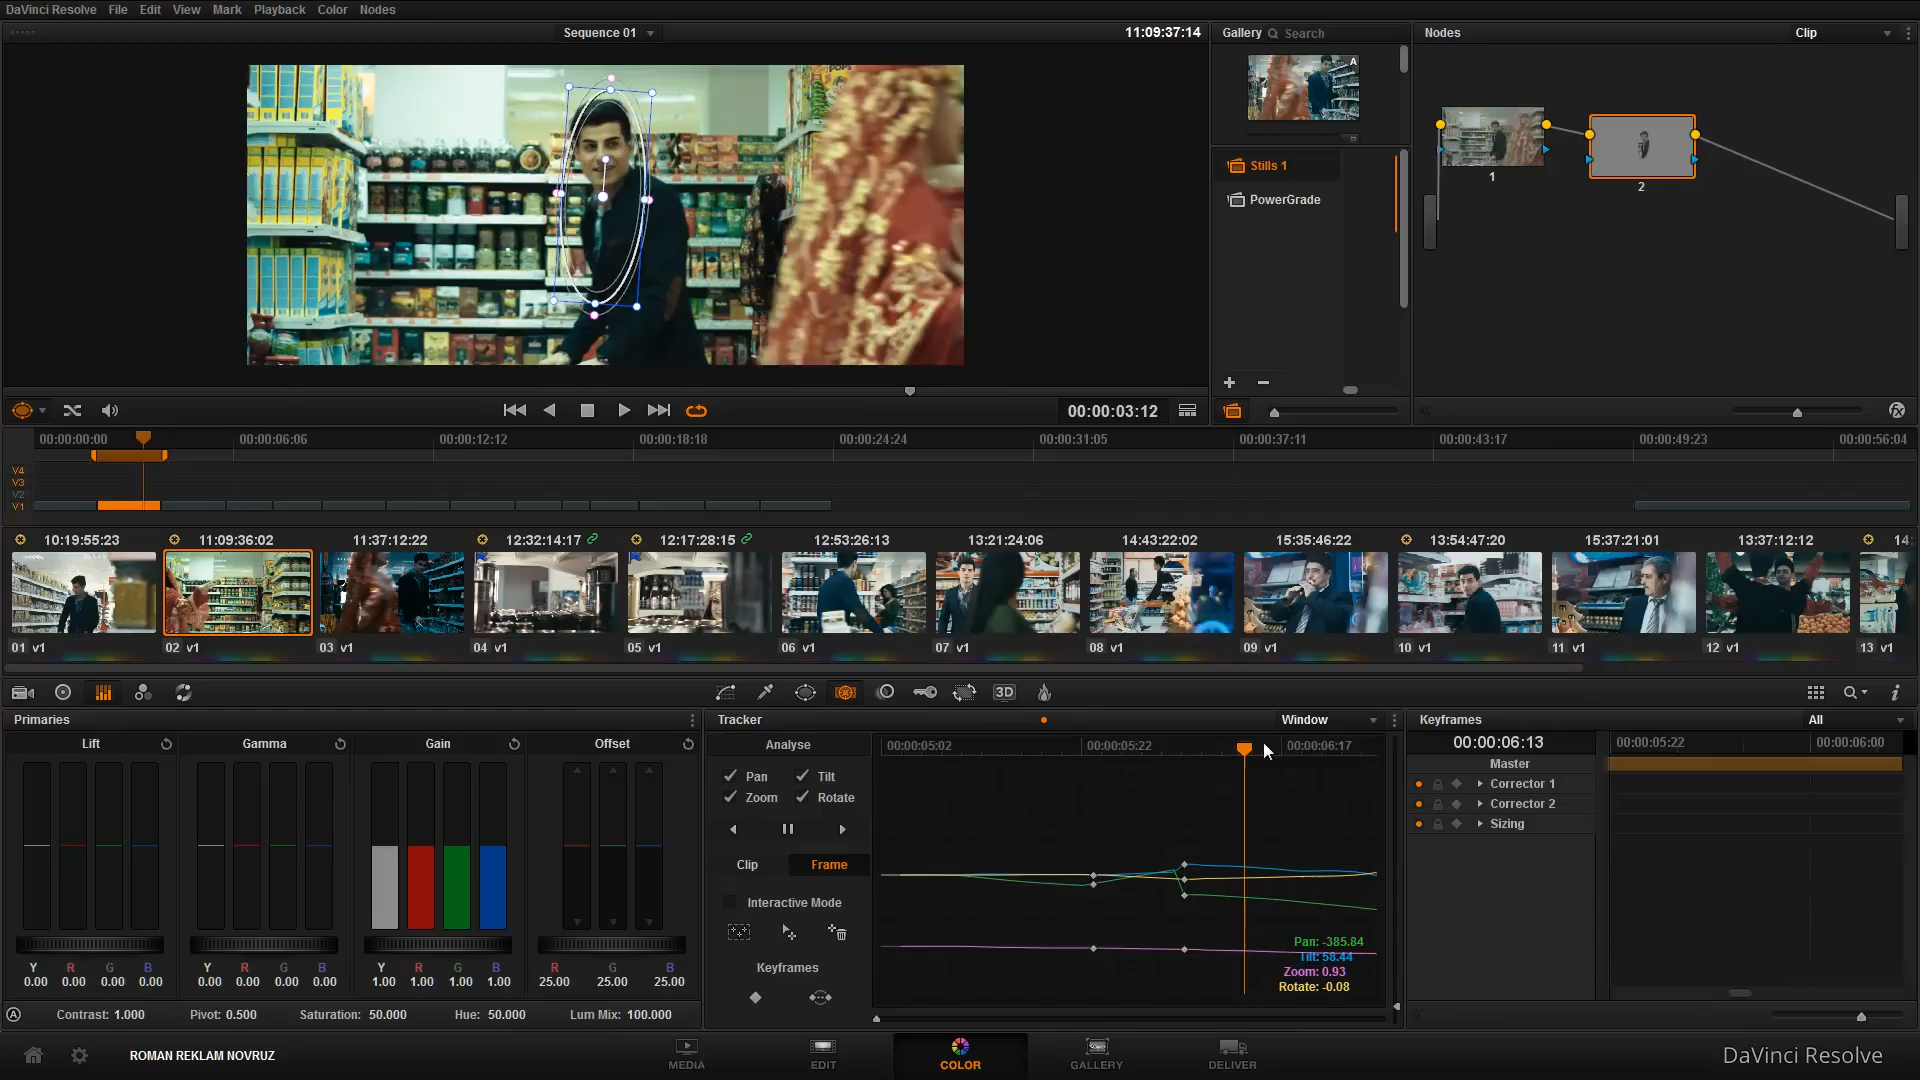 DaVinci Resolve File Edit View Mark Playback Color Nodes
Sequence 01 11:09:37:14 Gallery Search Nodes Clip
POPS
A
Stills 1
PowerGrade
1
2
00:00:03:12
00:00:00:00 00:00:06:06 00:00:12:12 00:00:18:18 00:00:24:24 00:00:31:05 00:00:37:11 00:00:43:17 00:00:49:23 00:00:56:04
V4
V3
V2
V1
10:19:55:23 11:09:36:02 11:37:12:22 12:32:14:17 12:17:28:15 12:53:26:13 13:21:24:06 14:43:22:02 15:35:46:22 13:54:47:20 15:37:21:01 13:37:12:12 14:
01 v1 02 v1 03 v1 04 v1 05 v1 06 v1 07 v1 08 v1 09 v1 10 v1 11 v1 12 v1 13 v1
3D
Primaries Tracker Window Keyframes All
Lift Gamma Gain Offset Analyse 00:00:05:02 00:00:05:22 00:00:06:17 00:00:06:13 00:00:05:22 00:00:06:00
Master
Pan Tilt Corrector 1
Zoom Rotate Corrector 2
Sizing
Clip Frame
Interactive Mode
Pan: -385.84
Tilt: 58.44
Zoom: 0.93
Rotate: -0.08
Keyframes
Y R G B Y R G B Y R G B R G B
0.00 0.00 0.00 0.00 0.00 0.00 0.00 0.00 1.00 1.00 1.00 1.00 25.00 25.00 25.00
A Contrast: 1.000 Pivot: 0.500 Saturation: 50.000 Hue: 50.000 Lum Mix: 100.000
ROMAN REKLAM NOVRUZ MEDIA EDIT COLOR GALLERY DELIVER DaVinci Resolve